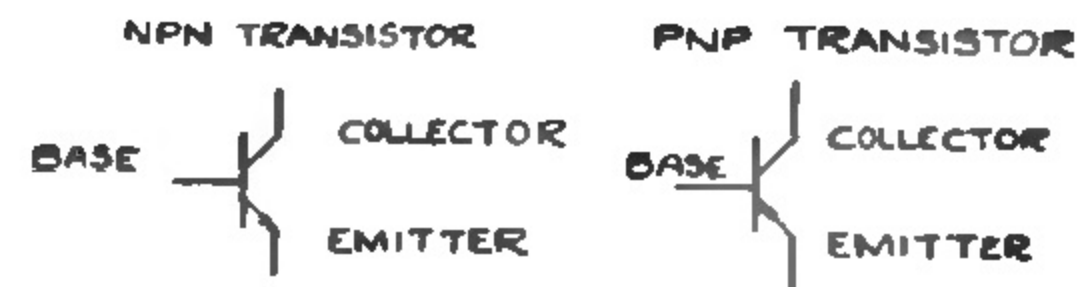 NPN TRANSISTOR
BASE
COLLECTOR
EMITTER
PNP TRANSISTOR
BASE
COLLECTOR
EMITTER